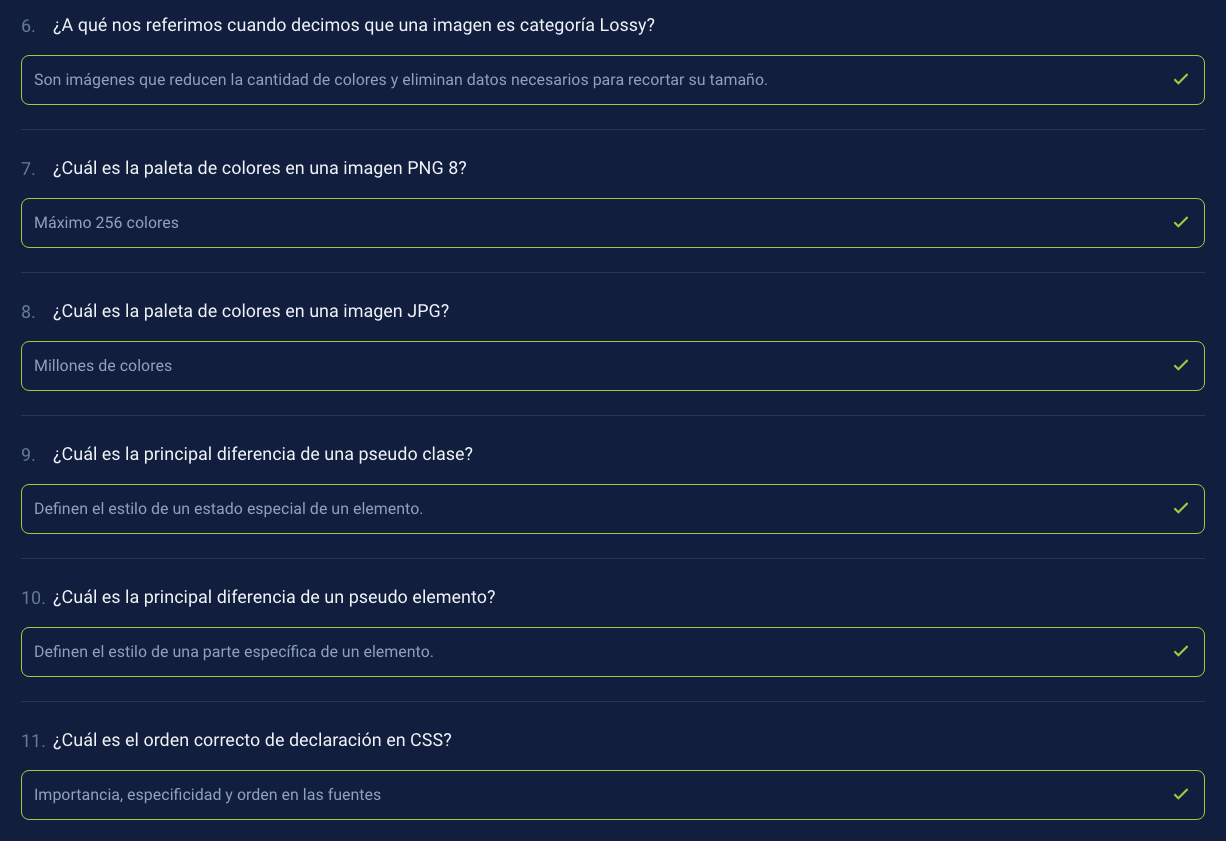 6. ¿A qué nos referimos cuando decimos que una imagen es categoría Lossy?
Son imágenes que reducen la cantidad de colores y eliminan datos necesarios para recortar su tamaño.
7. ¿Cuál es la paleta de colores en una imagen PNG 8?
Máximo 256 colores
8. ¿Cuál es la paleta de colores en una imagen JPG?
Millones de colores
9. ¿Cuál es la principal diferencia de una pseudo clase?
Definen el estilo de un estado especial de un elemento.
10. ¿Cuál es la principal diferencia de un pseudo elemento?
Definen el estilo de una parte específica de un elemento.
11. ¿Cuál es el orden correcto de declaración en CSS?
Importancia, especificidad y orden en las fuentes